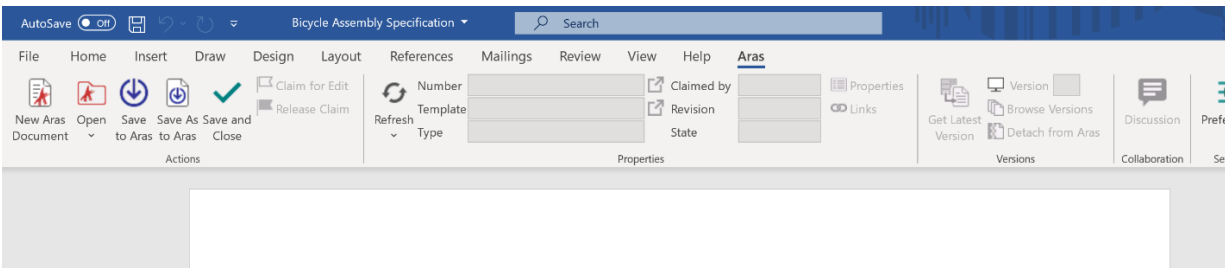 AutoSave Off Bicycle Assembly Specification Search
File Home Insert Draw Design Layout References Mailings Review View Help Aras
New Aras Document
Open
Save to Aras
Save As to Aras
Save and Close
Claim for Edit
Release Claim
Actions
Refresh
Number
Template
Type
Claimed by
Revision
State
Properties
Links
Properties
Get Latest Version
Version
Browse Versions
Detach from Aras
Versions
Discussion
Collaboration